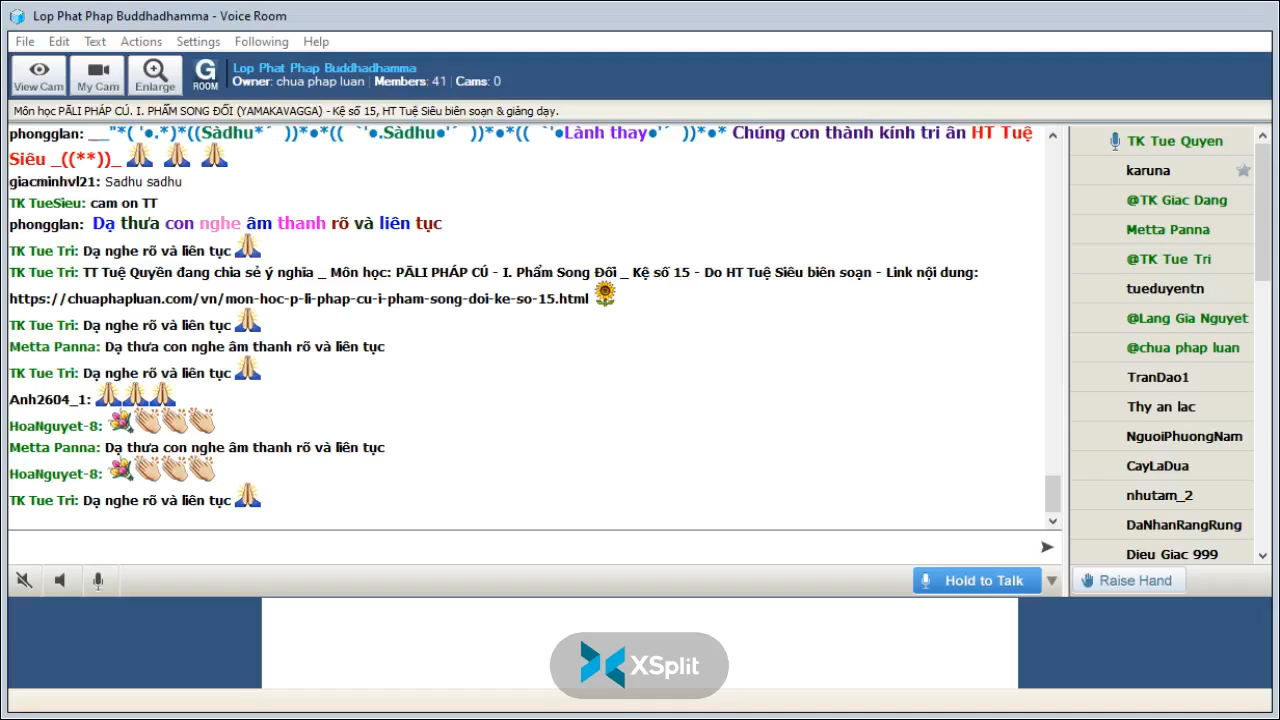 Lop Phat Phap Buddhadhamma - Voice Room
File Edit Text Actions Settings Following Help
View Cam My Cam Enlarge G ROOM
Lop Phat Phap Buddhadhamma
Owner: chua phap luan | Members: 41 | Cams: 0
Môn học PĀLI PHÁP CÚ. I. PHẨM SONG ĐỐI (YAMAKAVAGGA) - Kệ số 15, HT Tuệ Siêu biên soạn & giảng dạy.
phongglan: __"*( '●.*)*((Sàdhu*´ ))*●*(( `'●.Sàdhu●'´ ))*●*(( `'●Lành thay●'´ ))*●* Chúng con thành kính tri ân HT Tuệ
Siêu _((**))_
giacminhvl21: Sadhu sadhu
TK TueSieu: cam on TT
phongglan: Dạ thưa con nghe âm thanh rõ và liên tục
TK Tue Tri: Dạ nghe rõ và liên tục
TK Tue Tri: TT Tuệ Quyền đang chia sẻ ý nghĩa _ Môn học: PĀLI PHÁP CÚ - I. Phẩm Song Đối _ Kệ số 15 - Do HT Tuệ Siêu biên soạn - Link nội dung:
https://chuaphapluan.com/vn/mon-hoc-p-li-phap-cu-i-pham-song-doi-ke-so-15.html
TK Tue Tri: Dạ nghe rõ và liên tục
Metta Panna: Dạ thưa con nghe âm thanh rõ và liên tục
TK Tue Tri: Dạ nghe rõ và liên tục
Anh2604_1:
HoaNguyet-8:
Metta Panna: Dạ thưa con nghe âm thanh rõ và liên tục
HoaNguyet-8:
TK Tue Tri: Dạ nghe rõ và liên tục
Hold to Talk
TK Tue Quyen
karuna
@TK Giac Dang
Metta Panna
@TK Tue Tri
tueduyentn
@Lang Gia Nguyet
@chua phap luan
TranDao1
Thy an lac
NguoiPhuongNam
CayLaDua
nhutam_2
DaNhanRangRung
Dieu Giac 999
Raise Hand
XSplit